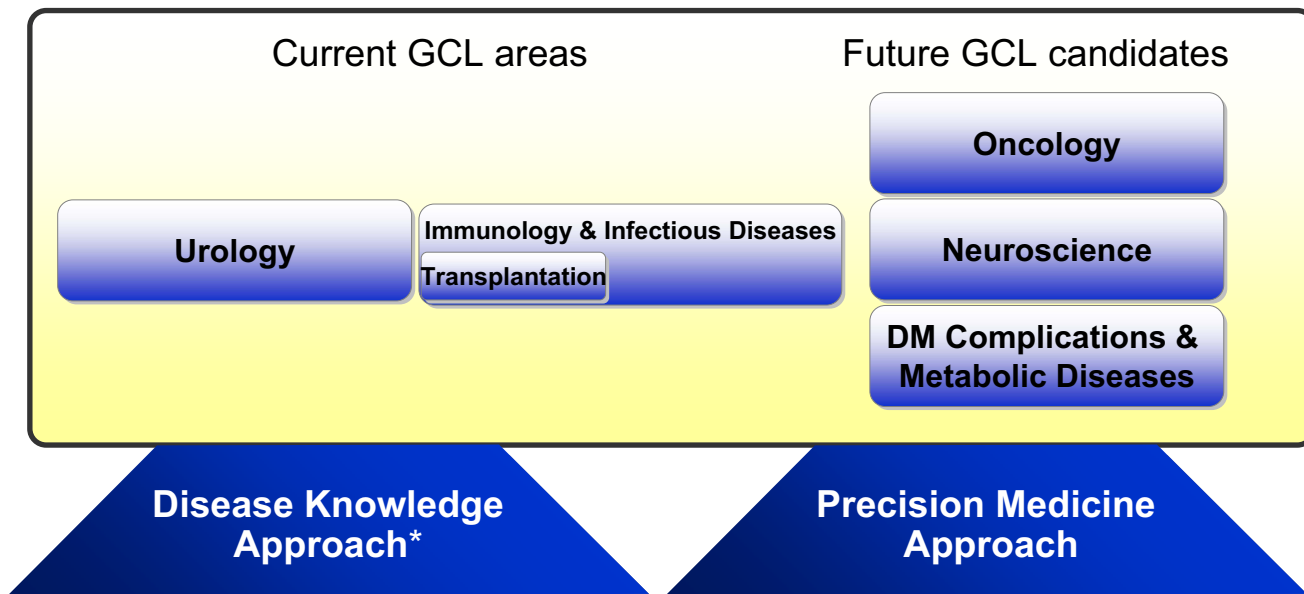 Current GCL areas
Future GCL candidates
Urology
Immunology & Infectious Diseases
Transplantation
Oncology
Neuroscience
DM Complications &
Metabolic Diseases
Disease Knowledge
Approach*
Precision Medicine
Approach